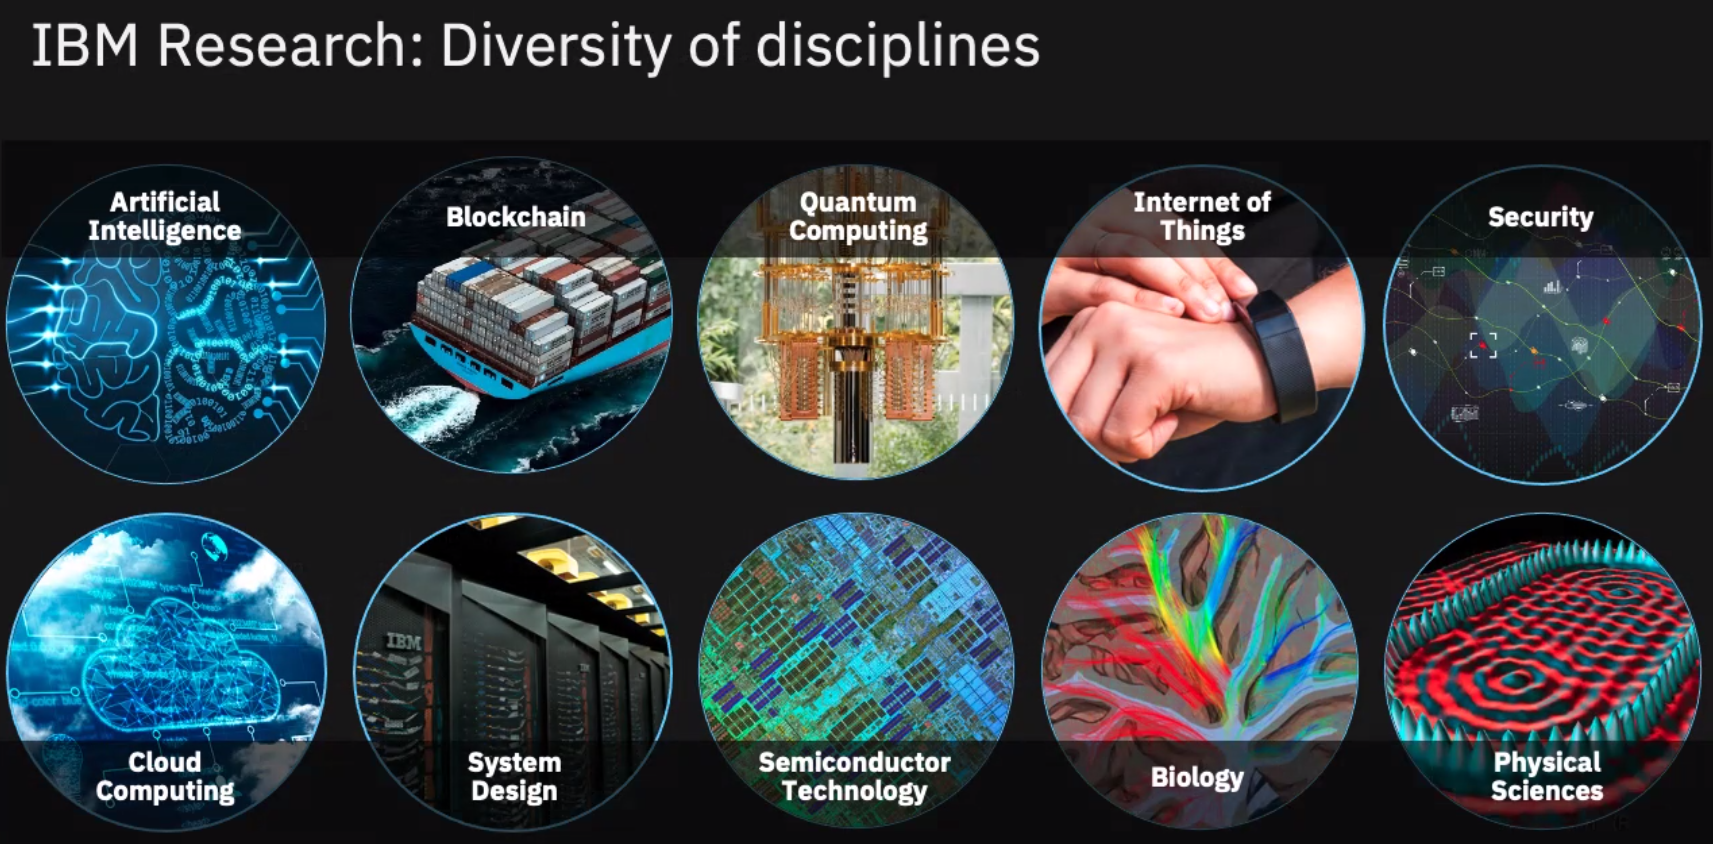 IBM Research: Diversity of disciplines
Artificial
Intelligence
Blockchain
Quantum
Computing
Internet of
Things
Security
Cloud
Computing
IBM
System
Design
Semiconductor
Technology
Biology
Physical
Sciences